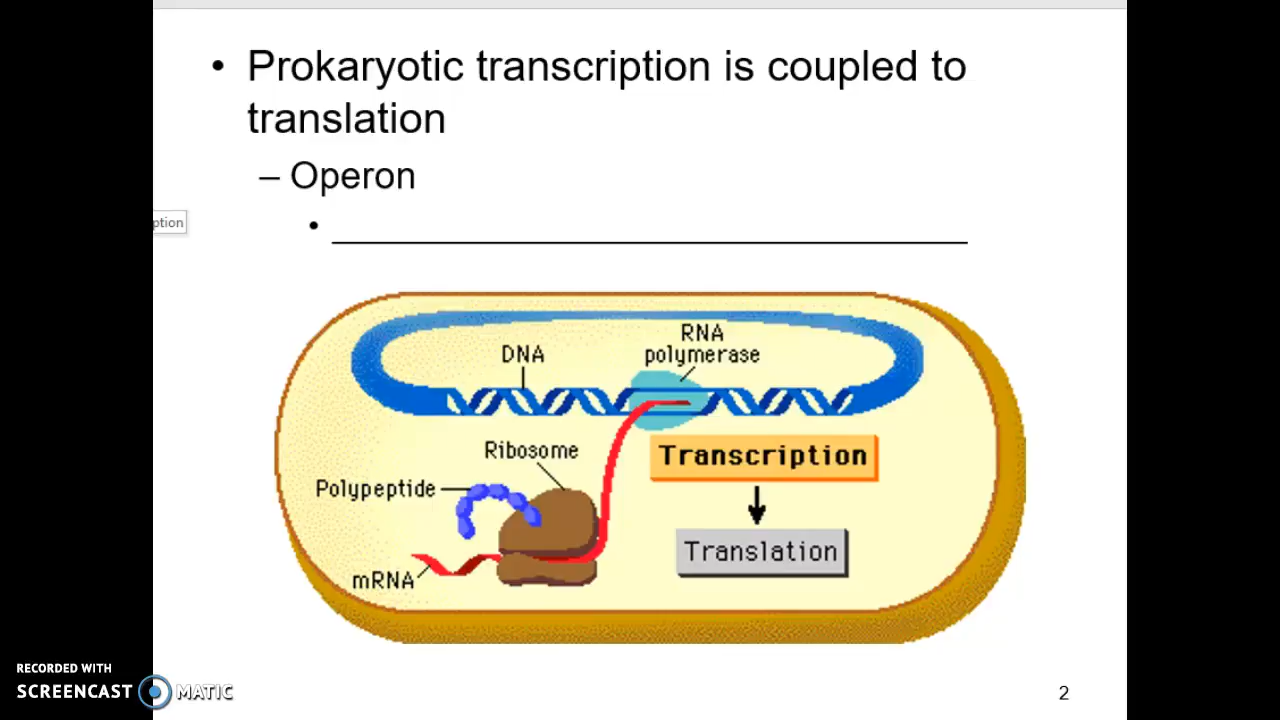 • Prokaryotic transcription is coupled to
translation
– Operon
ption
• ____________________
RNA
polymerase
DNA
Ribosome
Transcription
Polypeptide
Translation
mRNA
RECORDED WITH
SCREENCAST MATIC
2